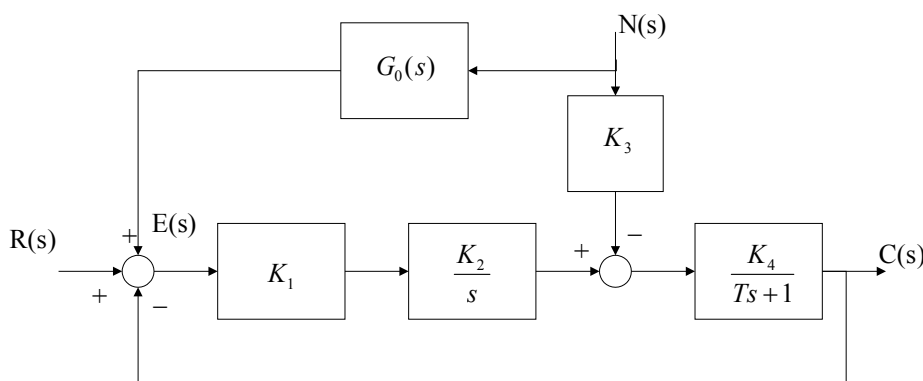 N(s)
G₀(s)
K₃
+
E(s)
R(s)
+
−
K₁
K₂
s
+
−
K₄
Ts+1
C(s)